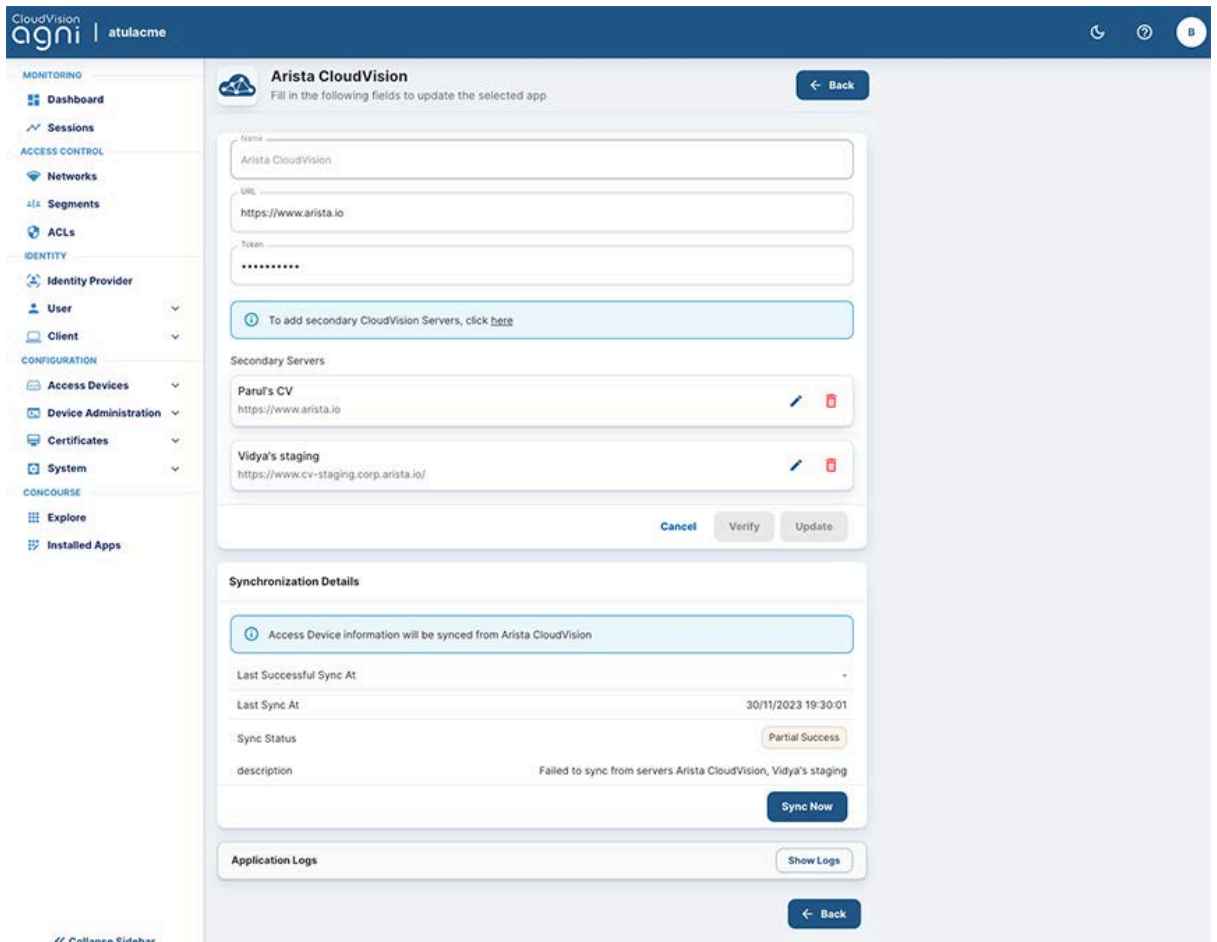 CloudVision
agni | atulacme
B
MONITORING
Dashboard
Sessions
ACCESS CONTROL
Networks
Segments
ACLs
IDENTITY
Identity Provider
User
Client
CONFIGURATION
Access Devices
Device Administration
Certificates
System
CONCOURSE
Explore
Installed Apps
Collapse Sidebar
Arista CloudVision
Fill in the following fields to update the selected app
Back
Name
Arista CloudVision
URL
https://www.arista.io
Token
••••••••••
To add secondary CloudVision Servers, click here
Secondary Servers
Parul's CV
https://www.arista.io
Vidya's staging
https://www.cv-staging.corp.arista.io/
Cancel Verify Update
Synchronization Details
Access Device information will be synced from Arista CloudVision
Last Successful Sync At -
Last Sync At 30/11/2023 19:30:01
Sync Status Partial Success
description Failed to sync from servers Arista CloudVision, Vidya's staging
Sync Now
Application Logs Show Logs
Back